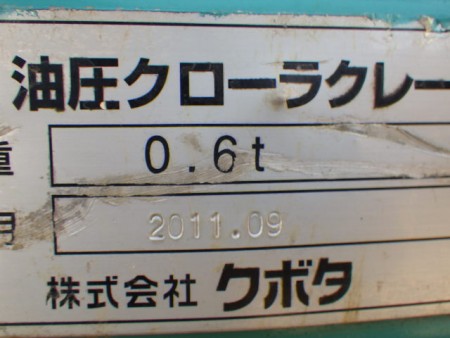 油圧クローラクレー
重 0.6t
月 2011.09
株式会社 クボタ